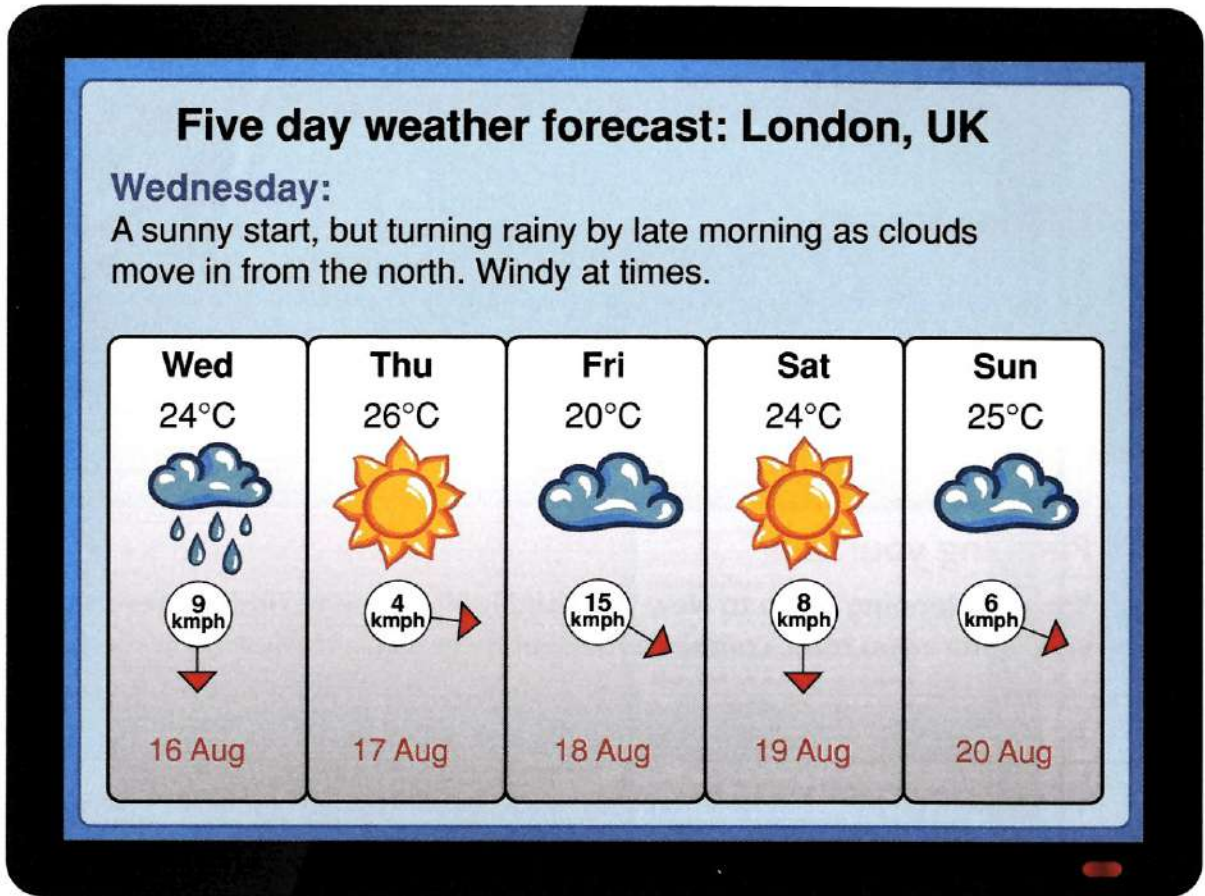 Five day weather forecast: London, UK
Wednesday:
A sunny start, but turning rainy by late morning as clouds
move in from the north. Windy at times.
Wed
24°C
9
kmph
16 Aug
Thu
26°C
4
kmph
17 Aug
Fri
20°C
15
kmph
18 Aug
Sat
24°C
8
kmph
19 Aug
Sun
25°C
6
kmph
20 Aug